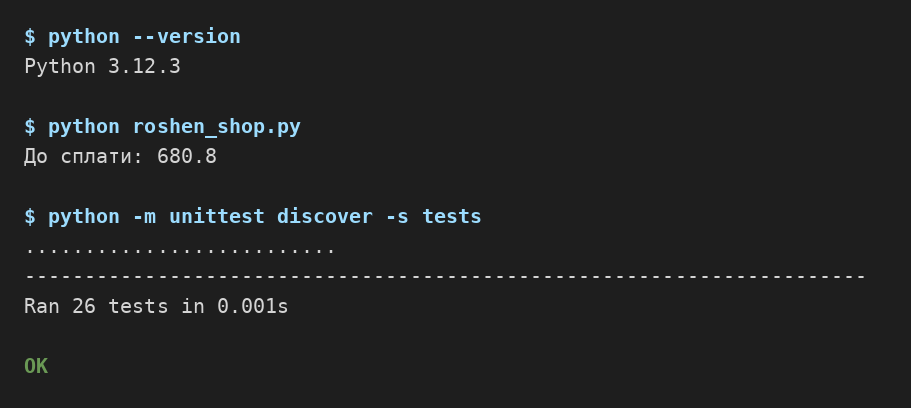 $ python --version
Python 3.12.3
$ python roshen_shop.py
До сплати: 680.8
$ python -m unittest discover -s tests
..........................
----------------------------------------------------------------------
Ran 26 tests in 0.001s
OK